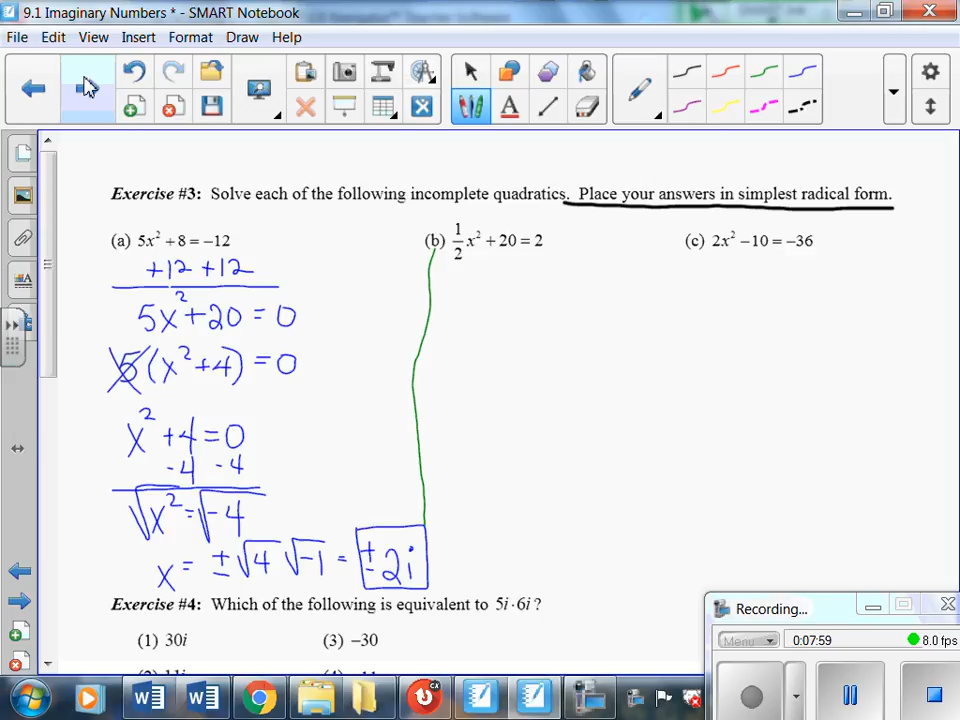 9.1 Imaginary Numbers * - SMART Notebook
File Edit View Insert Format Draw Help
Exercise #3: Solve each of the following incomplete quadratics. Place your answers in simplest radical form.
(a) 5x² + 8 = −12 (b) 1/2 x² + 20 = 2 (c) 2x² − 10 = −36
+12 +12
5x² + 20 = 0
5(x² + 4) = 0
x² + 4 = 0
-4 -4
√x² = √-4
x = ±√4 √-1 = ±2i
Exercise #4: Which of the following is equivalent to 5i · 6i?
(1) 30i (3) −30
Recording...
Menu 0:07:59 8.0 fps